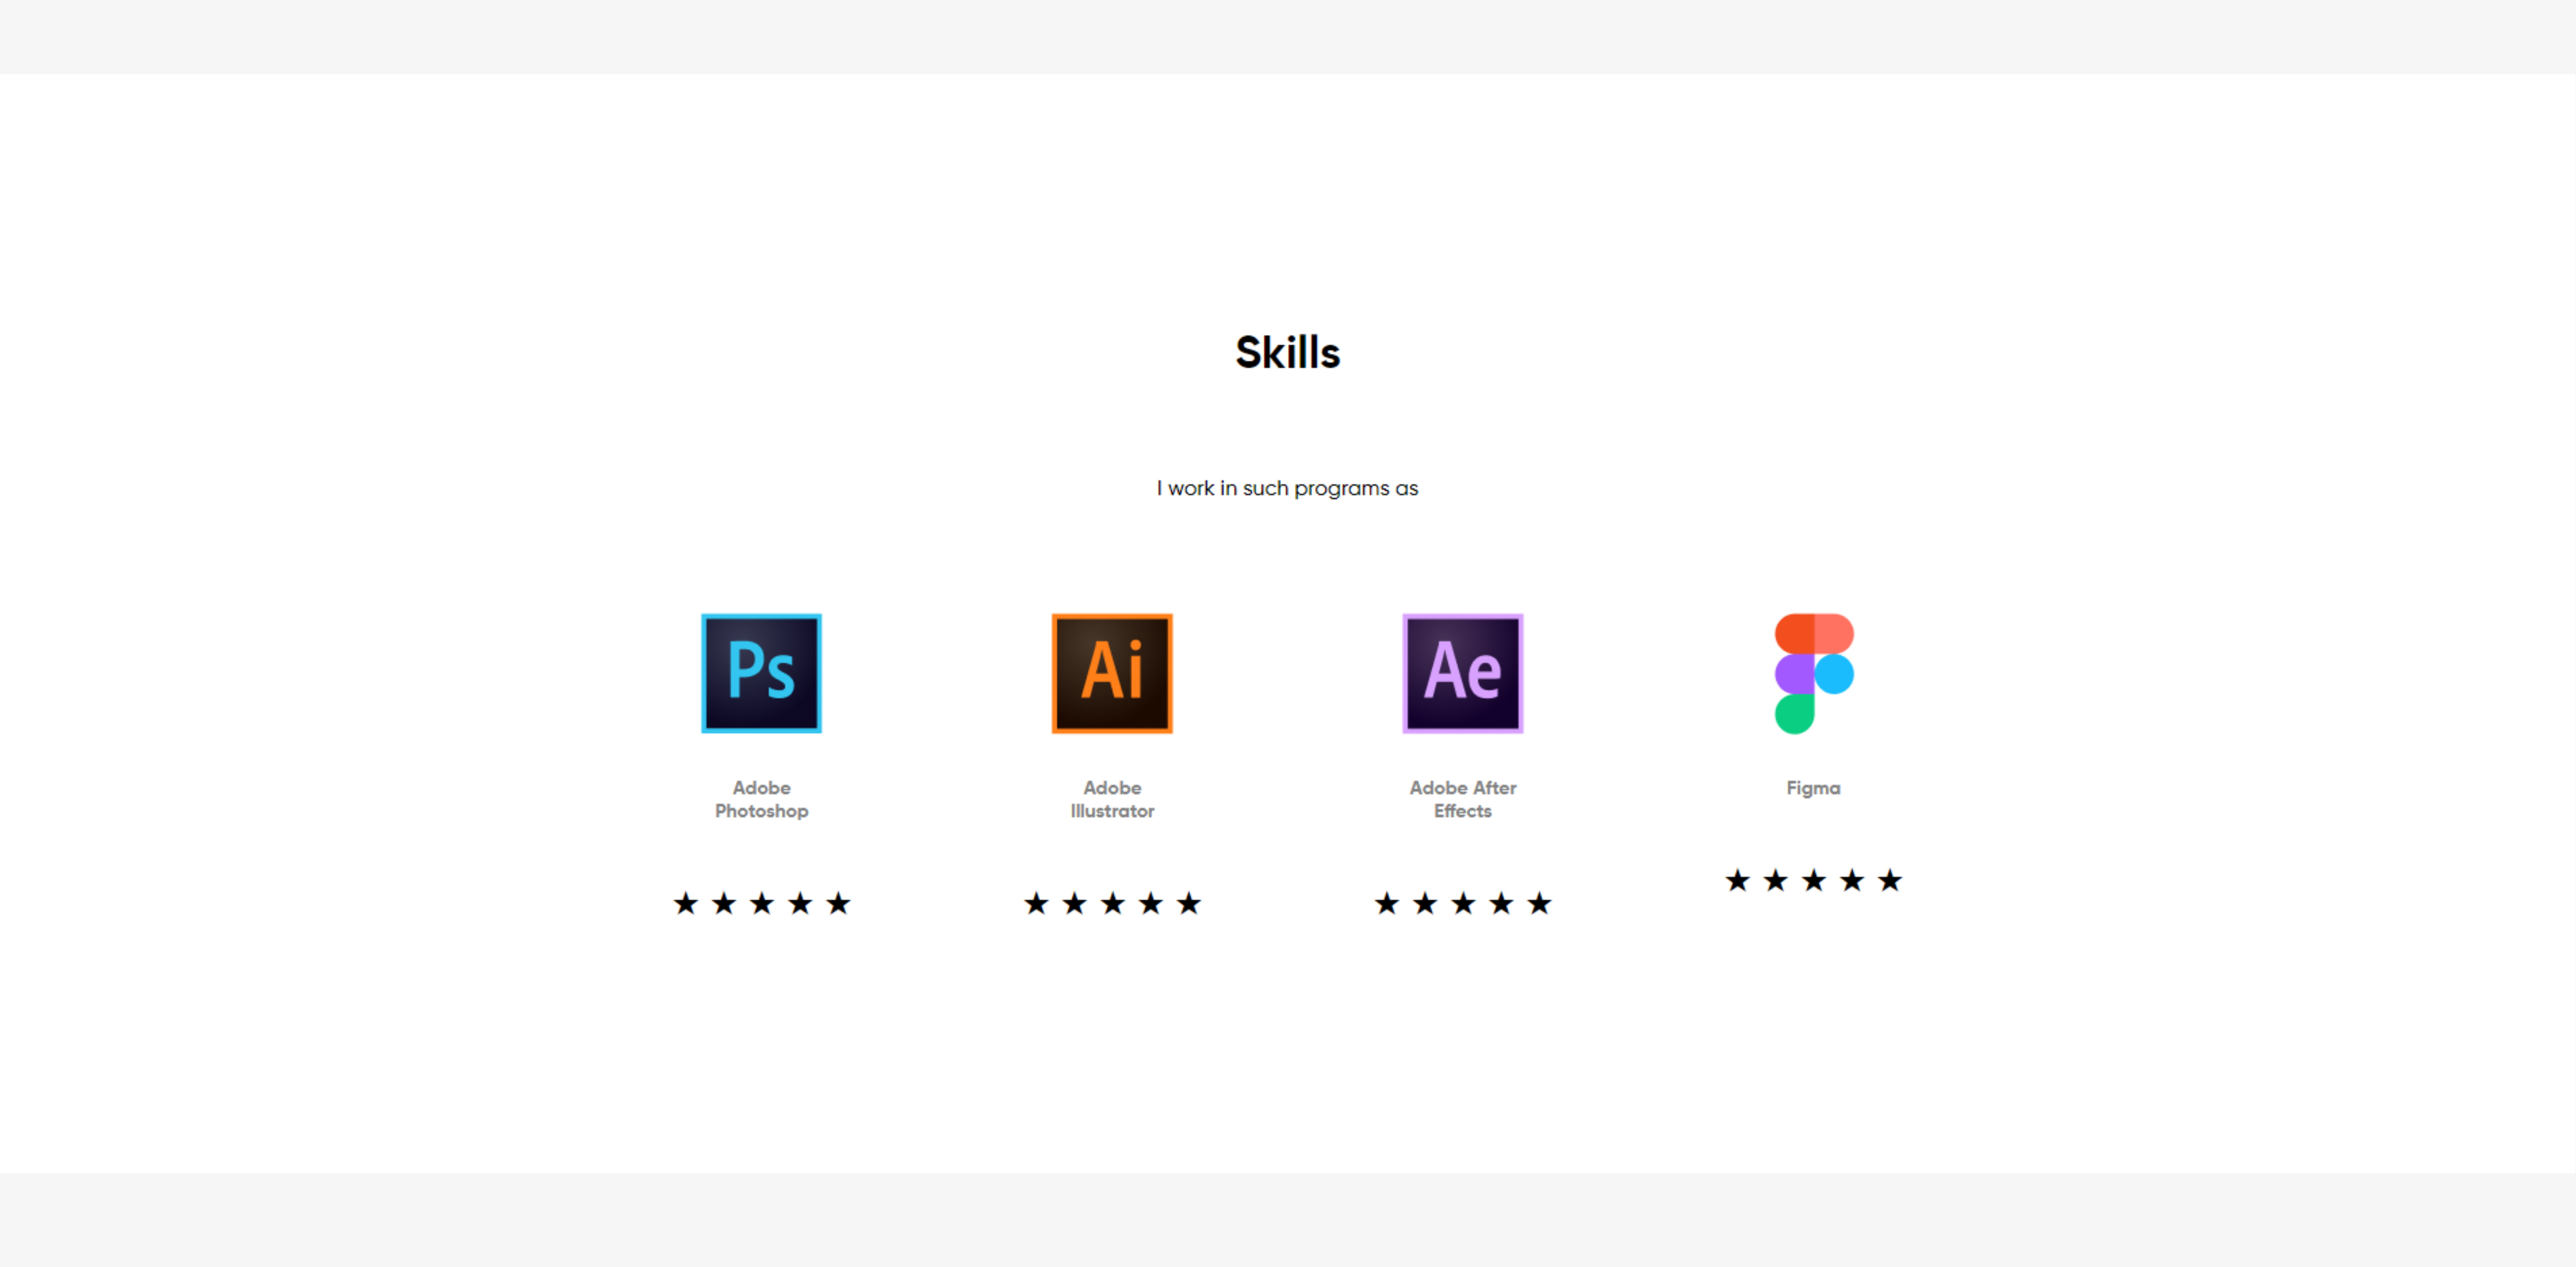 Skills
I work in such programs as
Ps
Ai
Ae
Adobe
Photoshop
Adobe
Illustrator
Adobe After
Effects
Figma
★ ★ ★ ★ ★
★ ★ ★ ★ ★
★ ★ ★ ★ ★
★ ★ ★ ★ ★